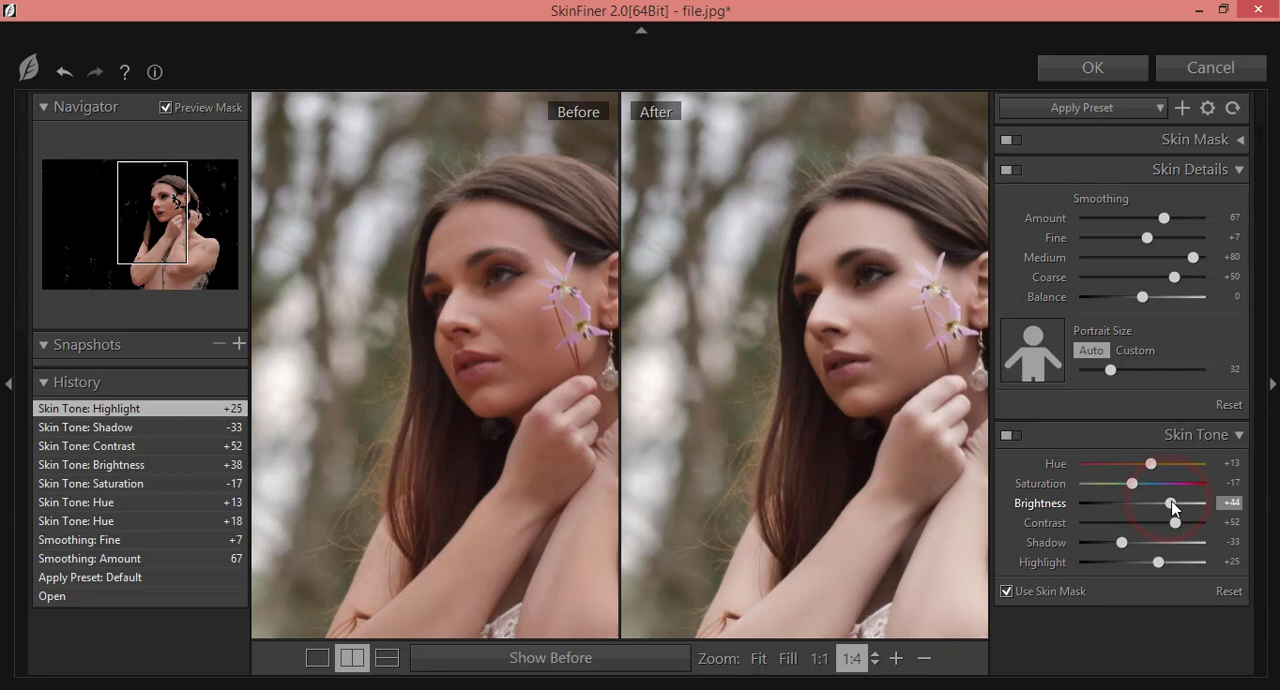 SkinFiner 2.0[64Bit] - file.jpg*
? OK Cancel
Navigator Preview Mask
Snapshots
History
Skin Tone: Highlight +25
Skin Tone: Shadow -33
Skin Tone: Contrast +52
Skin Tone: Brightness +38
Skin Tone: Saturation -17
Skin Tone: Hue +13
Skin Tone: Hue +18
Smoothing: Fine +7
Smoothing: Amount 67
Apply Preset: Default
Open
Before
After
Show Before Zoom: Fit Fill 1:1 1:4
Apply Preset
Skin Mask
Skin Details
Smoothing
Amount 67
Fine +7
Medium +80
Coarse +50
Balance 0
Portrait Size
Auto Custom
32
Reset
Skin Tone
Hue +13
Saturation -17
Brightness +44
Contrast +52
Shadow -33
Highlight +25
Use Skin Mask Reset